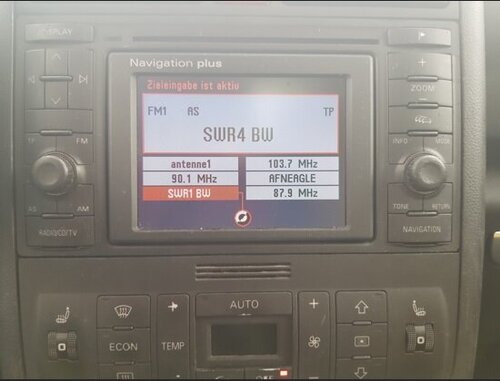 DISPLAY
Navigation plus
Zieleingabe ist aktiv
FM1 AS TP
SWR4 BW
antenne1 103.7 MHz
90.1 MHz AFNEAGLE
SWR1 BW 87.9 MHz
+
ZOOM
-
TP FM
INFO MODE
AS AM
TONE RETURN
RADIO/CD/TV
NAVIGATION
AUTO
+
ECON
TEMP
-